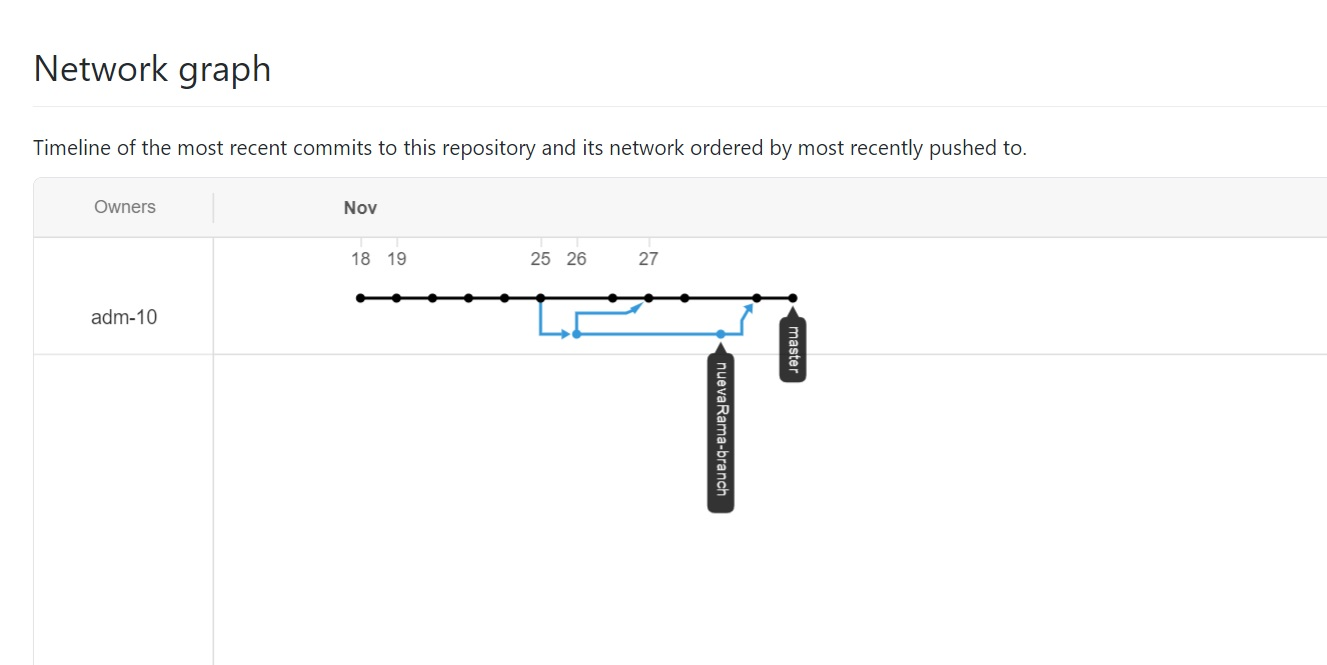 Network graph
Timeline of the most recent commits to this repository and its network ordered by most recently pushed to.
Owners
Nov
18 19 25 26 27
adm-10
master
nuevaRama-branch